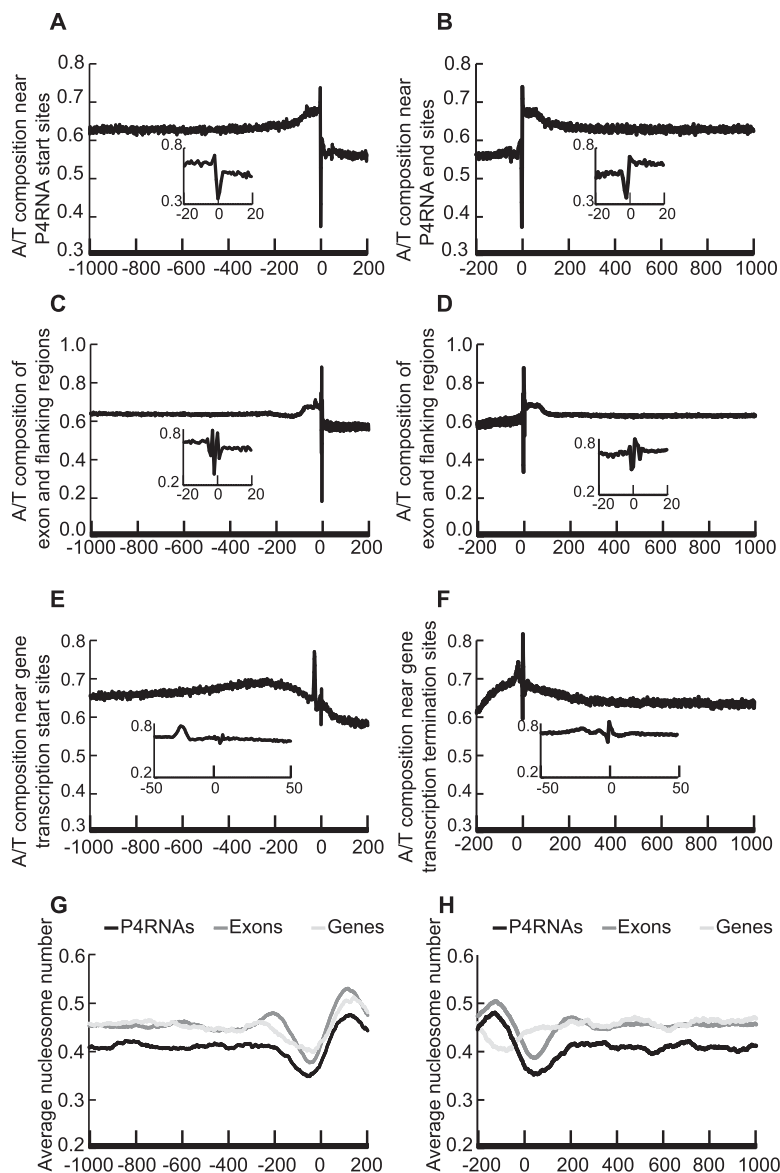 A
A/T composition near
P4RNA start sites
0.8
0.7
0.6
0.5
0.4
0.3
0.8
0.3
-20 0 20
-1000 -800 -600 -400 -200 0 200
B
A/T composition near
P4RNA end sites
0.8
0.7
0.6
0.5
0.4
0.3
0.8
0.3
-20 0 20
-200 0 200 400 600 800 1000
C
A/T composition of
exon and flanking regions
1.0
0.8
0.6
0.4
0.2
0.0
0.8
0.2
-20 0 20
-1000 -800 -600 -400 -200 0 200
D
A/T composition of
exon and flanking regions
1.0
0.8
0.6
0.4
0.2
0.0
0.8
0.2
-20 0 20
-200 0 200 400 600 800 1000
E
A/T composition near gene
transcription start sites
0.8
0.7
0.6
0.5
0.4
0.3
0.8
0.2
-50 0 50
-1000 -800 -600 -400 -200 0 200
F
A/T composition near gene
transcription termination sites
0.8
0.7
0.6
0.5
0.4
0.3
0.8
0.2
-50 0 50
-200 0 200 400 600 800 1000
G
P4RNAs Exons Genes
Average nucleosome number
0.6
0.5
0.4
0.3
0.2
-1000 -800 -600 -400 -200 0 200
H
P4RNAs Exons Genes
Average nucleosome number
0.6
0.5
0.4
0.3
0.2
-200 0 200 400 600 800 1000